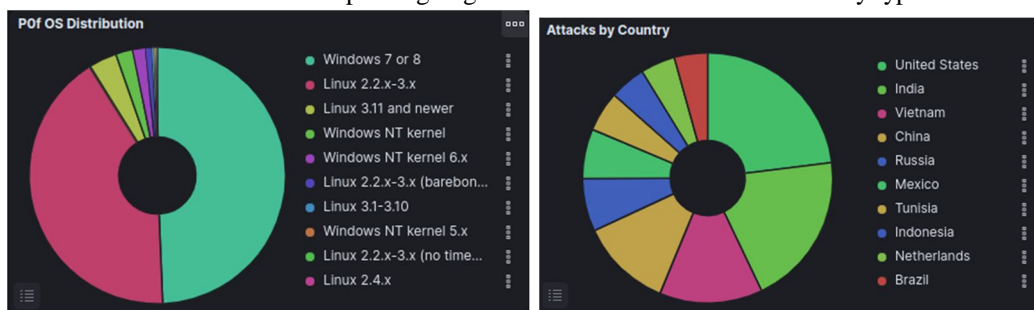 P0f OS Distribution
Windows 7 or 8
Linux 2.2.x-3.x
Linux 3.11 and newer
Windows NT kernel
Windows NT kernel 6.x
Linux 2.2.x-3.x (barebon...
Linux 3.1-3.10
Windows NT kernel 5.x
Linux 2.2.x-3.x (no time...
Linux 2.4.x
Attacks by Country
United States
India
Vietnam
China
Russia
Mexico
Tunisia
Indonesia
Netherlands
Brazil